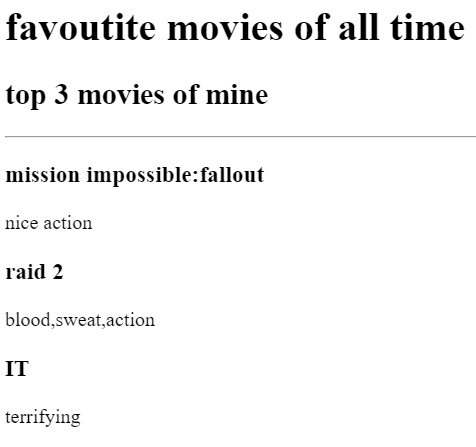 favoutite movies of all time
top 3 movies of mine
mission impossible:fallout
nice action
raid 2
blood,sweat,action
IT
terrifying